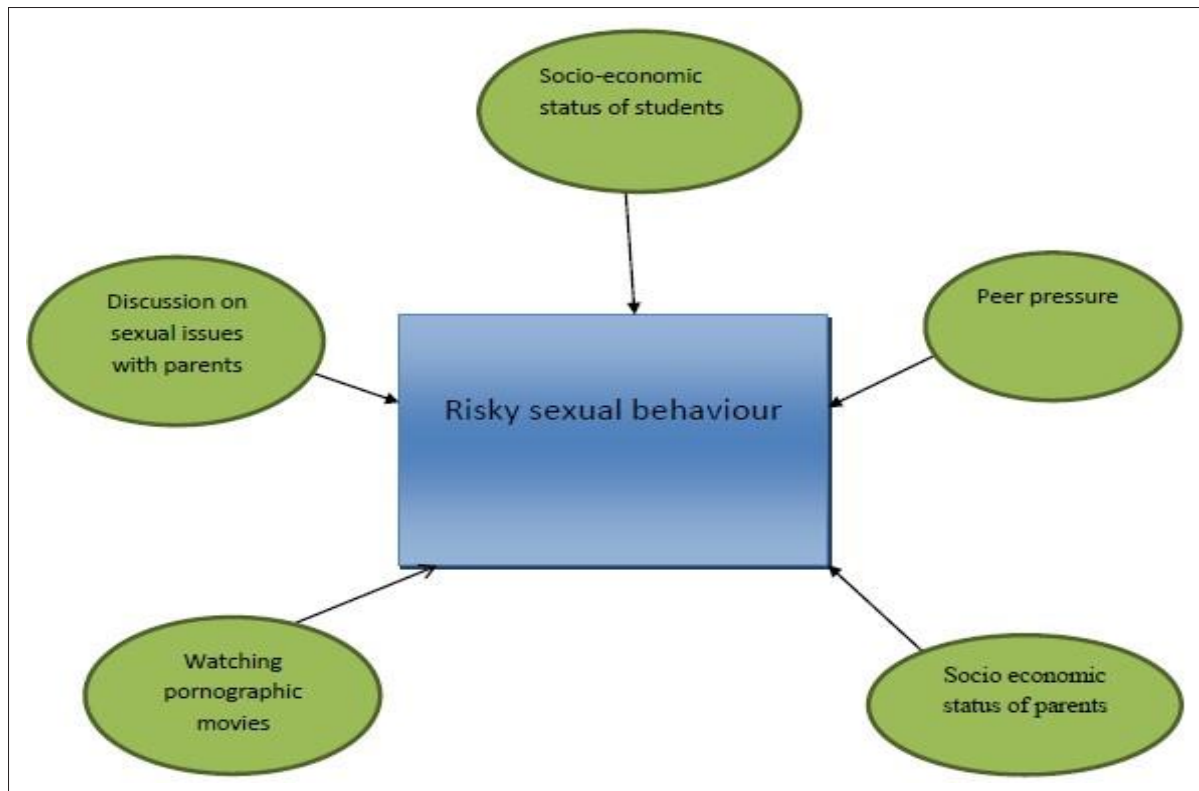 Socio-economic
status of students
Discussion on
sexual issues
with parents
Peer pressure
Risky sexual behaviour
Watching
pornographic
movies
Socio economic
status of parents